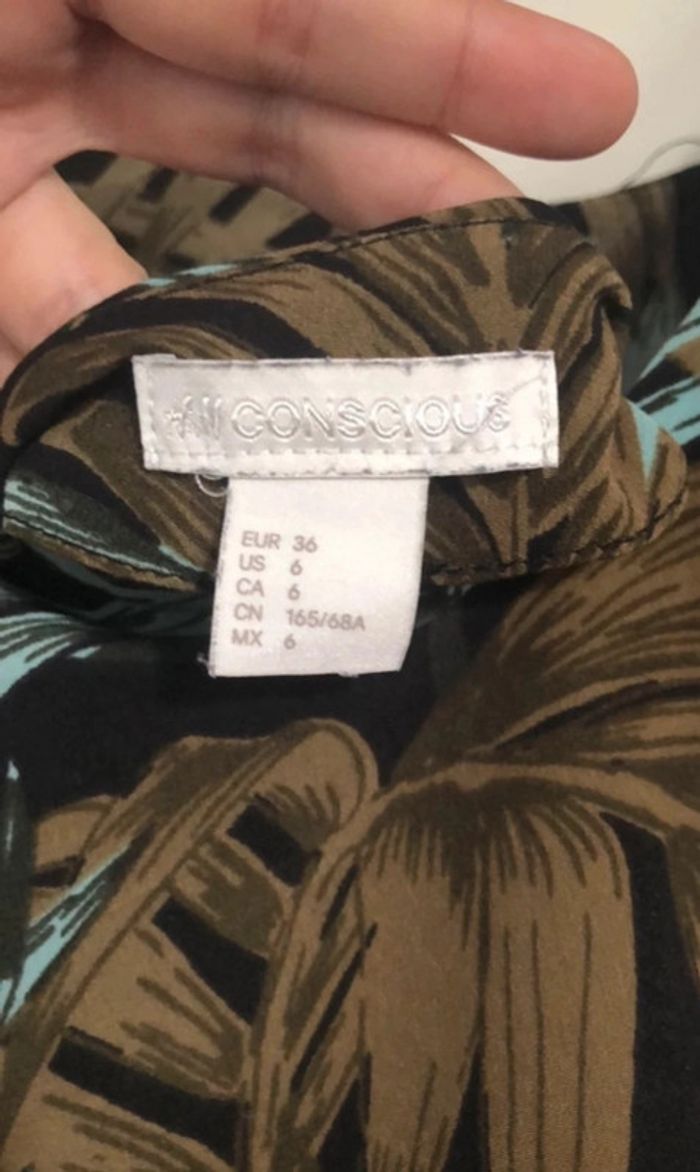 H&M CONSCIOUS
EUR 36
US 6
CA 6
CN 165/68A
MX 6